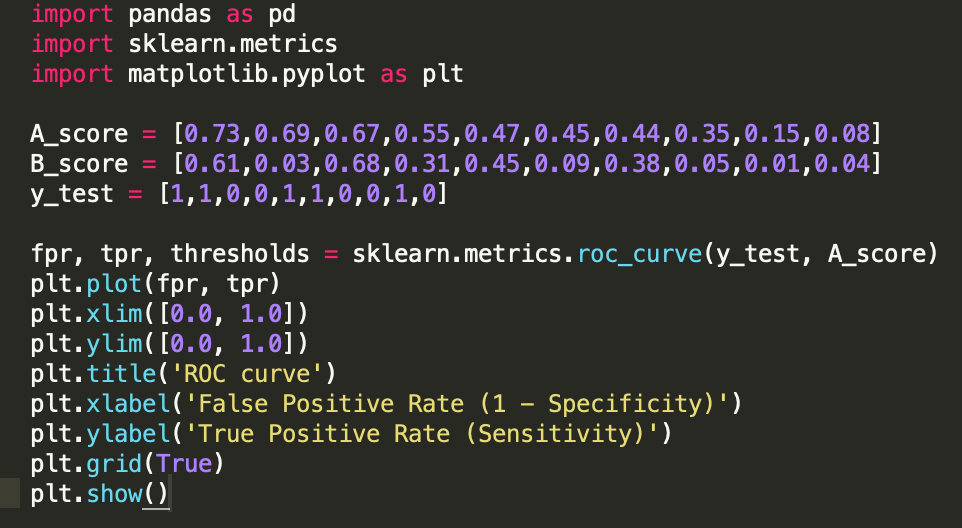 import pandas as pd
import sklearn.metrics
import matplotlib.pyplot as plt
A_score = [0.73,0.69,0.67,0.55,0.47,0.45,0.44,0.35,0.15,0.08]
B_score = [0.61,0.03,0.68,0.31,0.45,0.09,0.38,0.05,0.01,0.04]
y_test = [1,1,0,0,1,1,0,0,1,0]
fpr, tpr, thresholds = sklearn.metrics.roc_curve(y_test, A_score)
plt.plot(fpr, tpr)
plt.xlim([0.0, 1.0])
plt.ylim([0.0, 1.0])
plt.title('ROC curve')
plt.xlabel('False Positive Rate (1 – Specificity)')
plt.ylabel('True Positive Rate (Sensitivity)')
plt.grid(True)
plt.show()